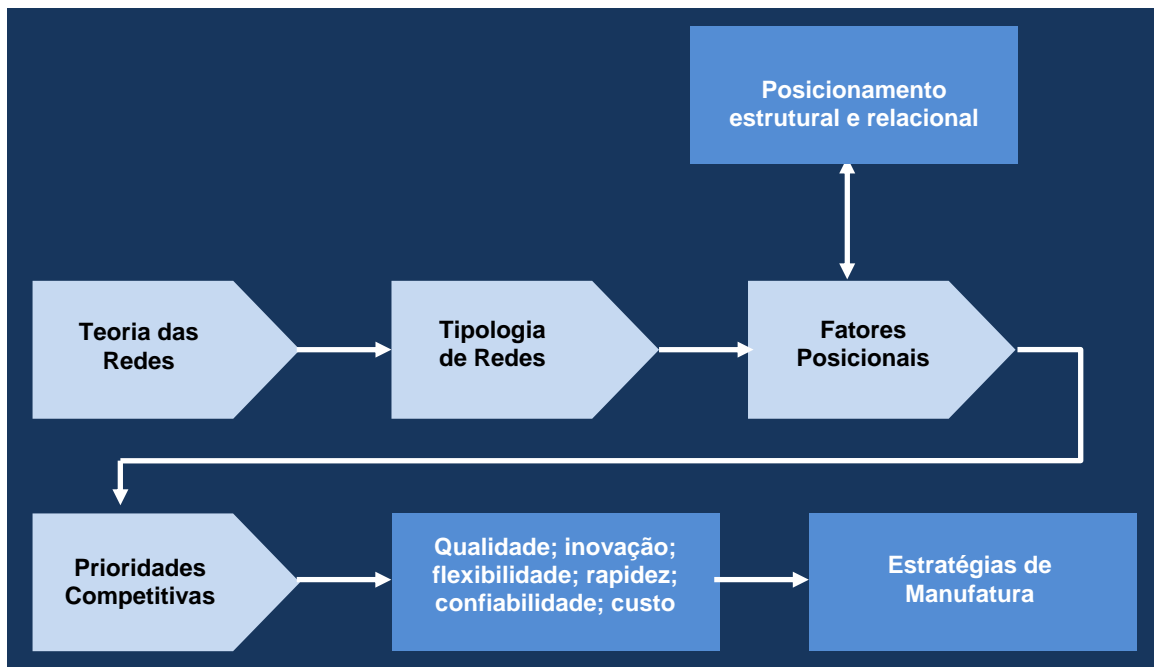 Posicionamento
estrutural e relacional
Teoria das
Redes
Tipologia
de Redes
Fatores
Posicionais
Prioridades
Competitivas
Qualidade; inovação;
flexibilidade; rapidez;
confiabilidade; custo
Estratégias de
Manufatura